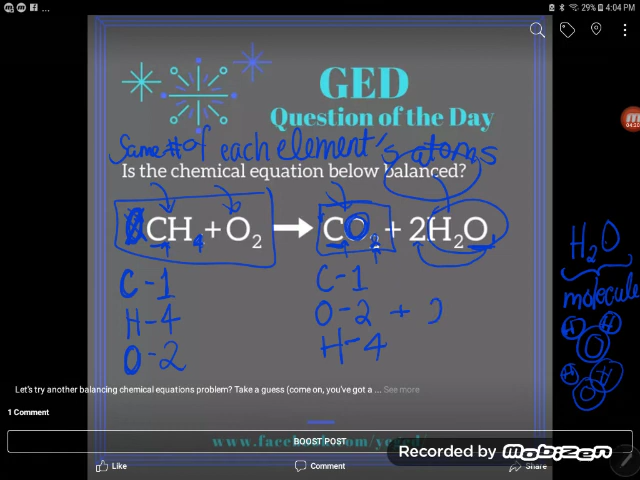 29% 4:04 PM
GED
Question of the Day
Same # of each element's atoms
Is the chemical equation below balanced?
CH4 + O2 → CO2 + 2H2O
H2O
molecule
C-1
H-4
O-2
C-1
O-2 + 2
H-4
H H
O
H H
O
Let's try another balancing chemical equations problem? Take a guess (come on, you've got a ... See more
1 Comment
BOOST POST
Like Comment Share
Recorded by Mobizen
04:20